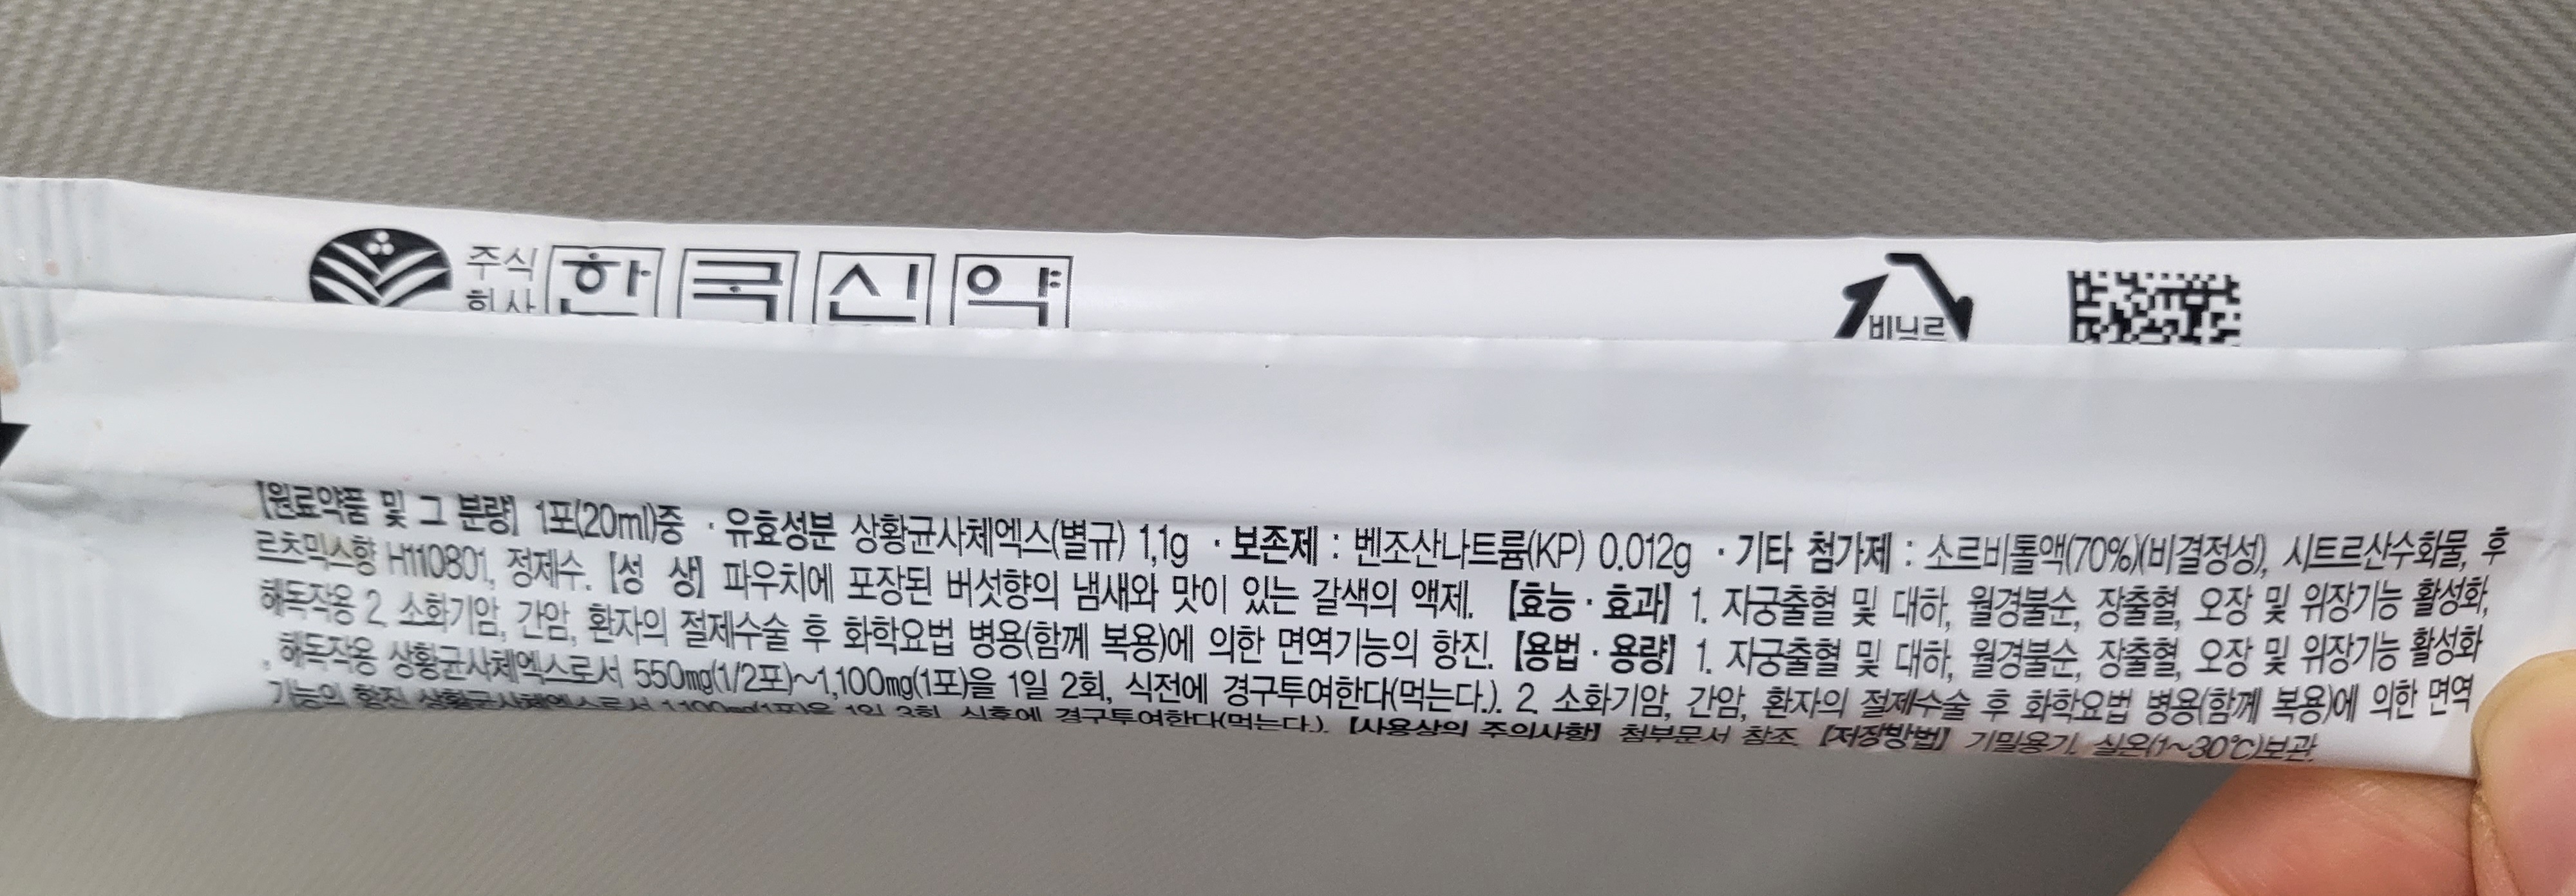 주식
회사
한국신약
비닐류
【원료약품 및 그 분량】 1포(20ml)중 · 유효성분 상황균사체엑스(별규) 1.1g · 보존제 : 벤조산나트륨(KP) 0.012g · 기타 첨가제 : 소르비톨액(70%)(비결정성), 시트르산수화물, 후
르츠믹스향 H110801, 정제수. 【성 상】 파우치에 포장된 버섯향의 냄새와 맛이 있는 갈색의 액제. 【효능 · 효과】 1. 자궁출혈 및 대하, 월경불순, 장출혈, 오장 및 위장기능 활성화,
해독작용 2. 소화기암, 간암, 환자의 절제수술 후 화학요법 병용(함께 복용)에 의한 면역기능의 항진. 【용법 · 용량】 1. 자궁출혈 및 대하, 월경불순, 장출혈, 오장 및 위장기능 활성화
, 해독작용 상황균사체엑스로서 550mg(1/2포)~1,100mg(1포)을 1일 2회, 식전에 경구투여한다(먹는다.). 2. 소화기암, 간암, 환자의 절제수술 후 화학요법 병용(함께 복용)에 의한 면역
기능의 항진 상황균사체엑스로서 1,100mg(1포)을 1일 3회, 식후에 경구투여한다(먹는다.). 【사용상의 주의사항】 첨부문서 참조. 【저장방법】 기밀용기, 실온(1~30℃)보관.